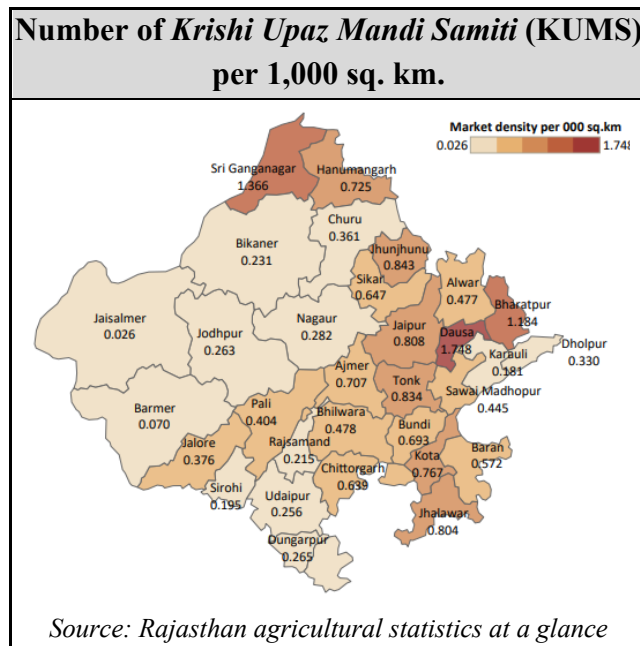 Number of Krishi Upaz Mandi Samiti (KUMS)
per 1,000 sq. km.
Market density per 000 sq.km
0.026
1.748
Sri Ganganagar
1.366
Hanumangarh
0.725
Churu
0.361
Bikaner
0.231
Jhunjhunu
0.843
Sikar
0.647
Alwar
0.477
Bharatpur
1.184
Jaisalmer
0.026
Jodhpur
0.263
Nagaur
0.282
Jaipur
0.808
Dausa
1.748
Dholpur
0.330
Karauli
0.181
Ajmer
0.707
Tonk
0.834
Sawai Madhopur
0.445
Barmer
0.070
Pali
0.404
Bhilwara
0.478
Bundi
0.693
Jalore
0.376
Rajsamand
0.215
Kota
0.767
Baran
0.572
Chittorgarh
0.639
Sirohi
0.195
Udaipur
0.256
Jhalawar
0.804
Dungarpur
0.265
Source: Rajasthan agricultural statistics at a glance